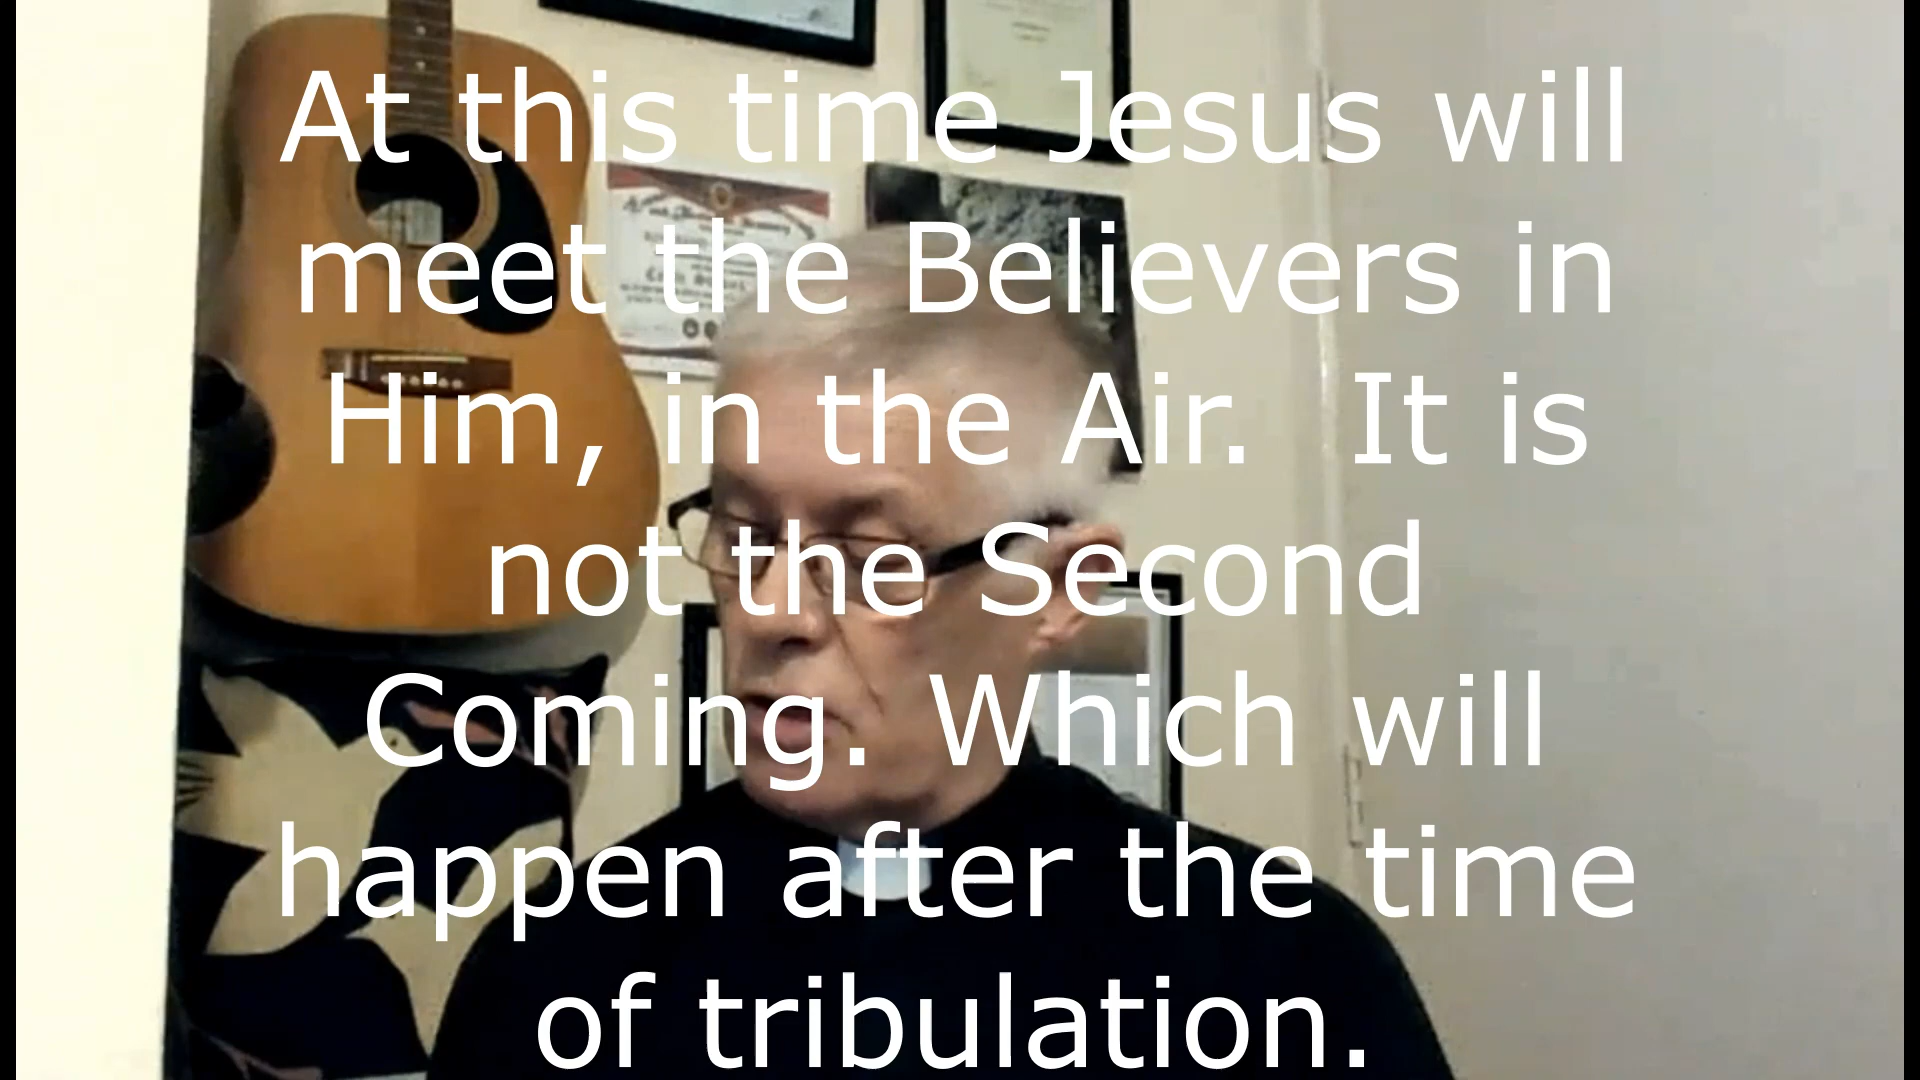 At this time Jesus will
meet the Believers in
Him, in the Air.  It is
not the Second
Coming. Which will
happen after the time
of tribulation.